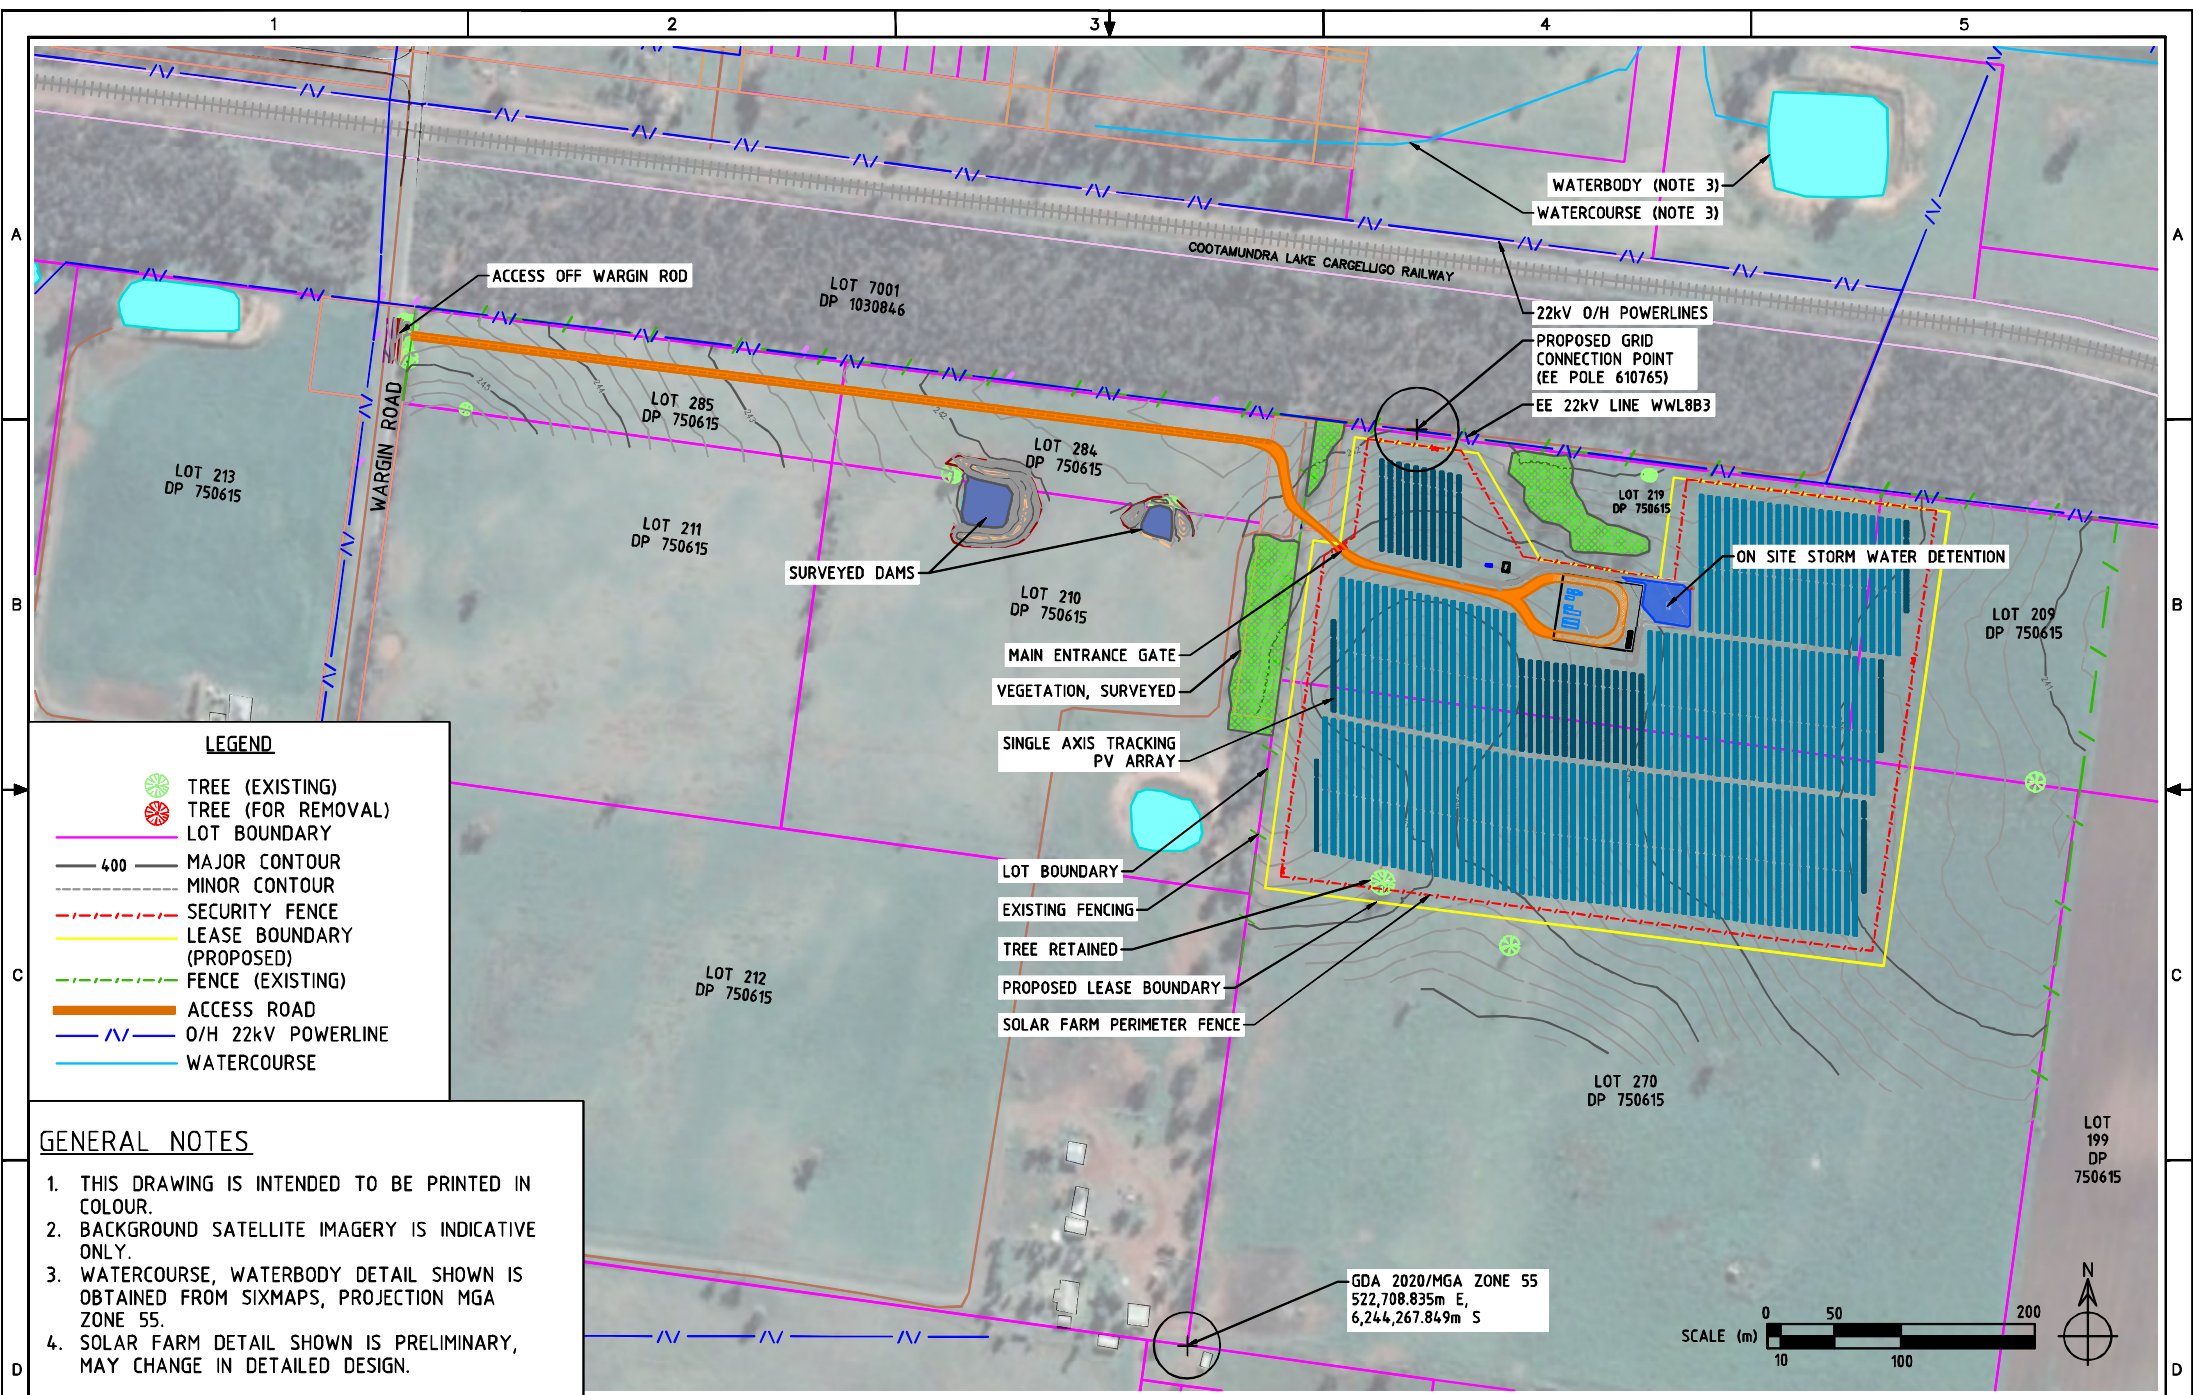 1
2
3
4
5
A
A
WATERBODY (NOTE 3)
WATERCOURSE (NOTE 3)
COOTAMUNDRA LAKE CARGELLIGO RAILWAY
ACCESS OFF WARGIN ROD
LOT 7001
DP 1030846
22kV O/H POWERLINES
PROPOSED GRID
CONNECTION POINT
(EE POLE 610765)
EE 22kV LINE WWL8B3
245
244
243
242
LOT 285
DP 750615
WARGIN ROAD
LOT 284
DP 750615
LOT 213
DP 750615
LOT 219
DP 750615
LOT 211
DP 750615
SURVEYED DAMS
ON SITE STORM WATER DETENTION
B
B
LOT 210
DP 750615
LOT 209
DP 750615
241
MAIN ENTRANCE GATE
VEGETATION, SURVEYED
SINGLE AXIS TRACKING
PV ARRAY
LOT BOUNDARY
EXISTING FENCING
TREE RETAINED
PROPOSED LEASE BOUNDARY
SOLAR FARM PERIMETER FENCE
LEGEND
TREE (EXISTING)
TREE (FOR REMOVAL)
LOT BOUNDARY
400 MAJOR CONTOUR
MINOR CONTOUR
SECURITY FENCE
LEASE BOUNDARY
(PROPOSED)
FENCE (EXISTING)
ACCESS ROAD
O/H 22kV POWERLINE
WATERCOURSE
C
C
LOT 212
DP 750615
LOT 270
DP 750615
LOT
199
DP
750615
GENERAL NOTES
1. THIS DRAWING IS INTENDED TO BE PRINTED IN
COLOUR.
2. BACKGROUND SATELLITE IMAGERY IS INDICATIVE
ONLY.
3. WATERCOURSE, WATERBODY DETAIL SHOWN IS
OBTAINED FROM SIXMAPS, PROJECTION MGA
ZONE 55.
4. SOLAR FARM DETAIL SHOWN IS PRELIMINARY,
MAY CHANGE IN DETAILED DESIGN.
GDA 2020/MGA ZONE 55
522,708.835m E,
6,244,267.849m S
N
0 50 200
SCALE (m)
10 100
D
D